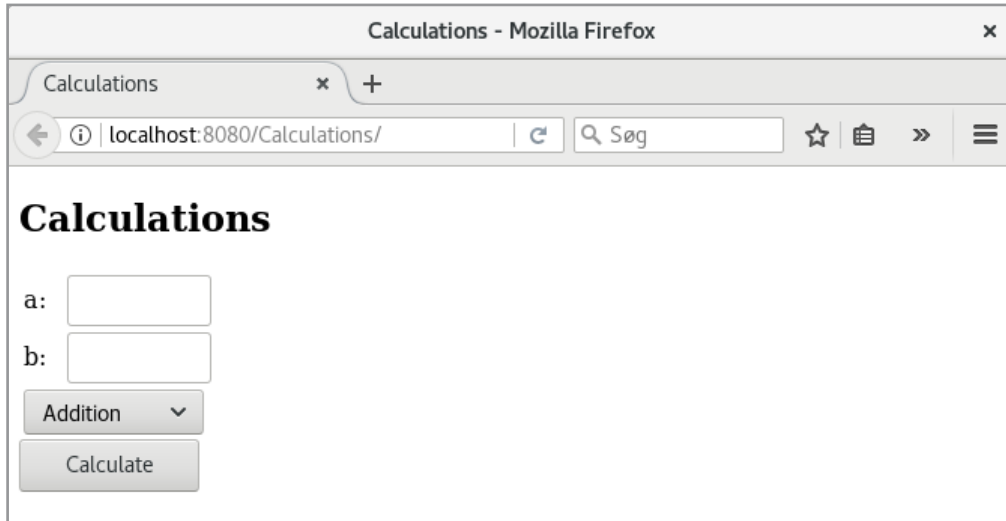 Calculations - Mozilla Firefox
Calculations
localhost:8080/Calculations/ Søg
Calculations
a:
b:
Addition
Calculate